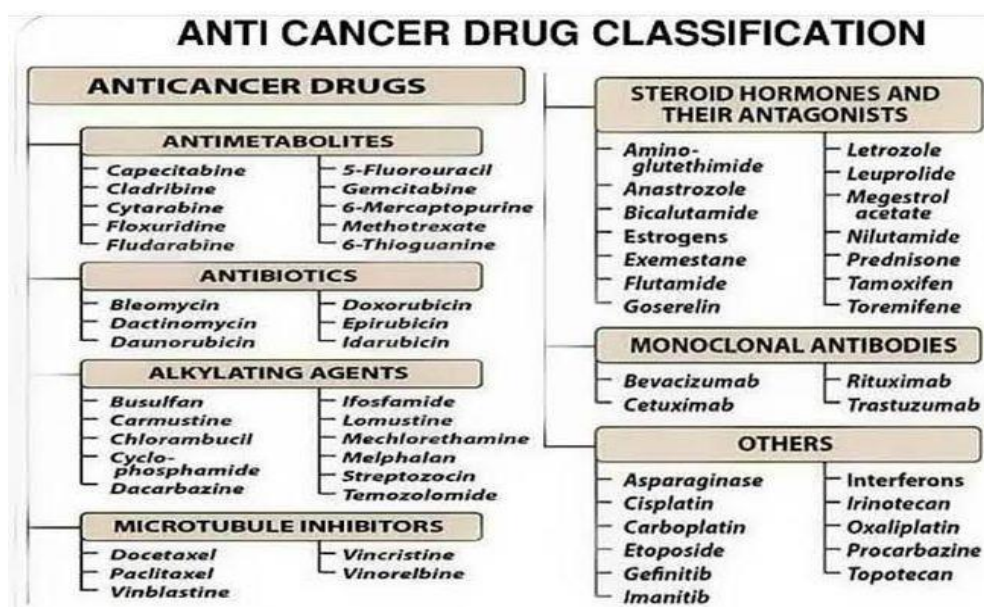 ANTI CANCER DRUG CLASSIFICATION
ANTICANCER DRUGS
ANTIMETABOLITES
Capecitabine
Cladribine
Cytarabine
Floxuridine
Fludarabine
5-Fluorouracil
Gemcitabine
6-Mercaptopurine
Methotrexate
6-Thioguanine
ANTIBIOTICS
Bleomycin
Dactinomycin
Daunorubicin
Doxorubicin
Epirubicin
Idarubicin
ALKYLATING AGENTS
Busulfan
Carmustine
Chlorambucil
Cyclo-
phosphamide
Dacarbazine
Ifosfamide
Lomustine
Mechlorethamine
Melphalan
Streptozocin
Temozolomide
MICROTUBULE INHIBITORS
Docetaxel
Paclitaxel
Vinblastine
Vincristine
Vinorelbine
STEROID HORMONES AND
THEIR ANTAGONISTS
Amino-
glutethimide
Anastrozole
Bicalutamide
Estrogens
Exemestane
Flutamide
Goserelin
Letrozole
Leuprolide
Megestrol
acetate
Nilutamide
Prednisone
Tamoxifen
Toremifene
MONOCLONAL ANTIBODIES
Bevacizumab
Cetuximab
Rituximab
Trastuzumab
OTHERS
Asparaginase
Cisplatin
Carboplatin
Etoposide
Gefinitib
Imanitib
Interferons
Irinotecan
Oxaliplatin
Procarbazine
Topotecan